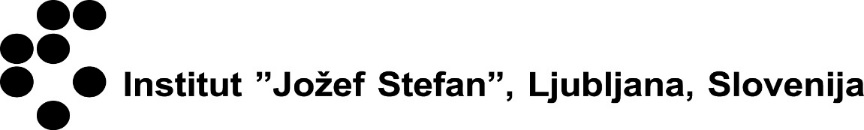 Institut ”Jožef Stefan”, Ljubljana, Slovenija